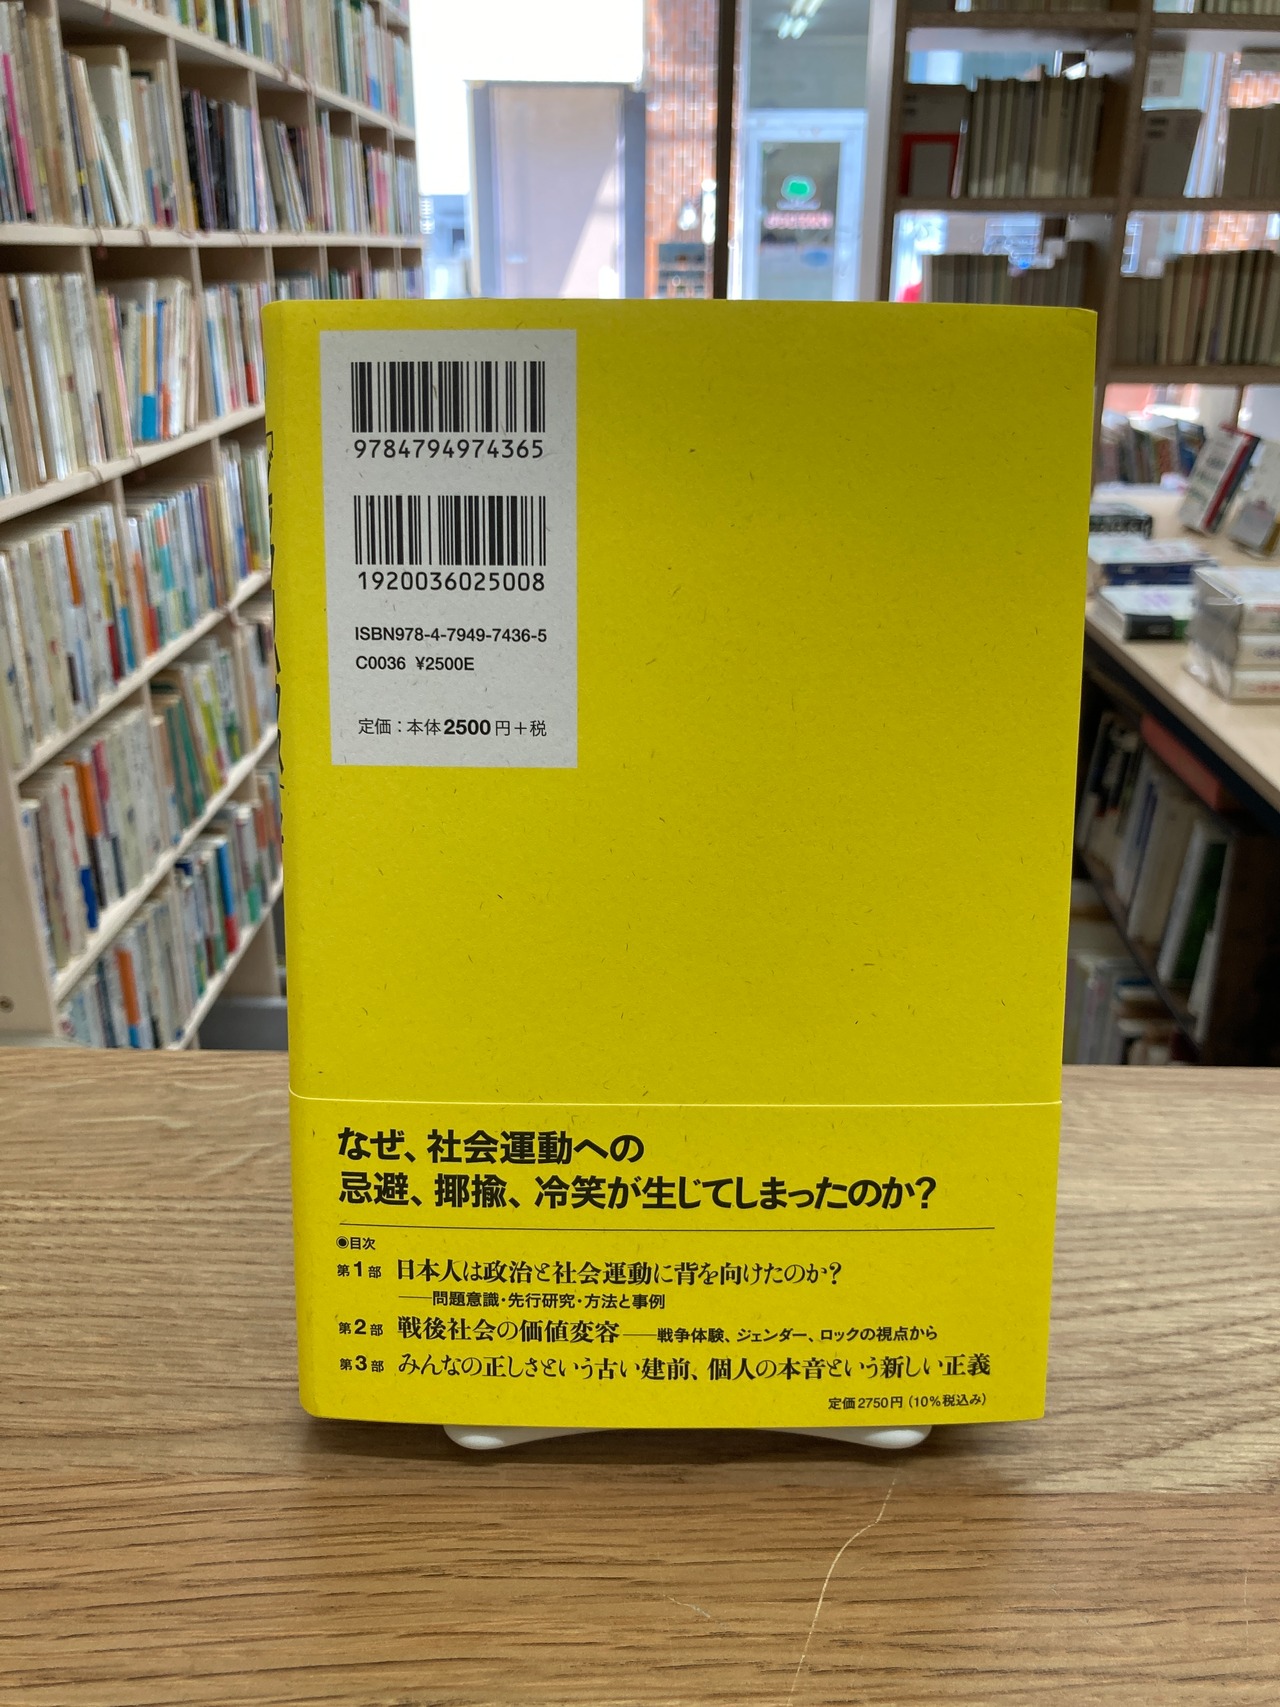 9784794974365
1920036025008
ISBN978-4-7949-7436-5
C0036 ¥2500E
定価：本体2500円＋税
なぜ、社会運動への
忌避、揶揄、冷笑が生じてしまったのか？
◉目次
第1部 日本人は政治と社会運動に背を向けたのか？
——問題意識・先行研究・方法と事例
第2部 戦後社会の価値変容——戦争体験、ジェンダー、ロックの視点から
第3部 みんなの正しさという古い建前、個人の本音という新しい正義
定価2750円（10%税込み）